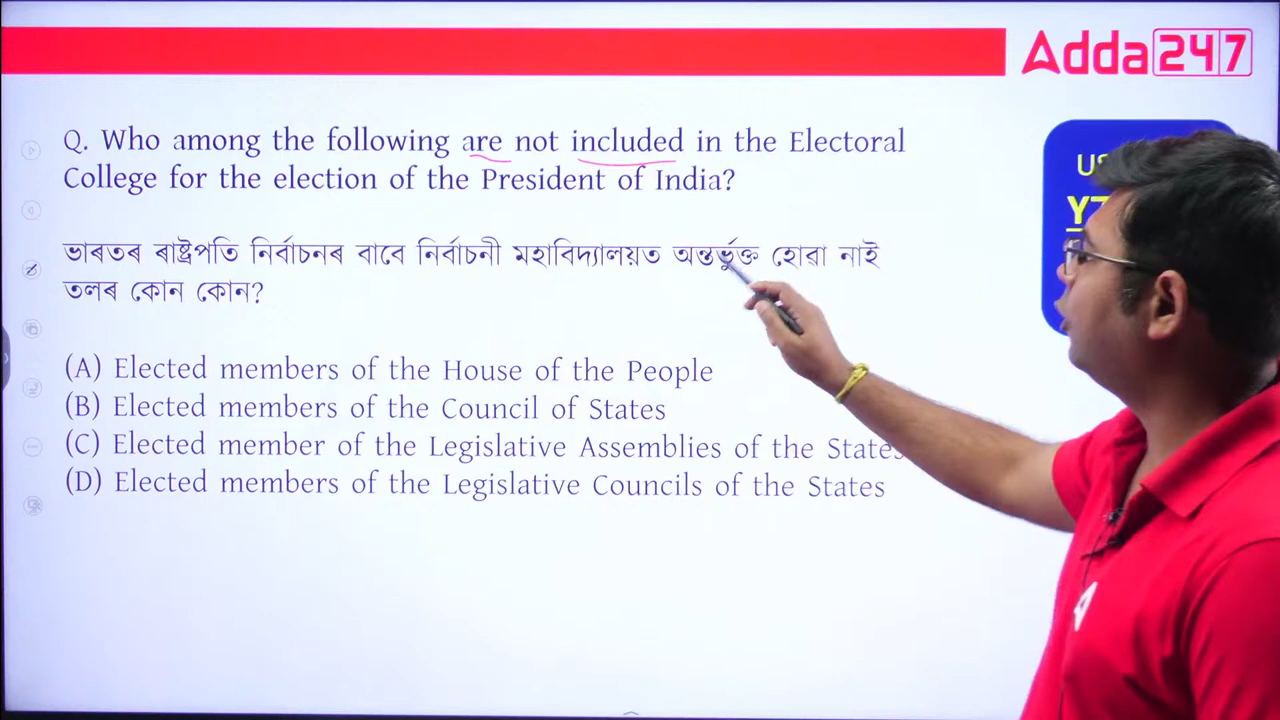 Adda247
Q. Who among the following are not included in the Electoral
College for the election of the President of India?
ভাৰতৰ ৰাষ্ট্ৰপতি নিৰ্বাচনৰ বাবে নিৰ্বাচনী মহাবিদ্যালয়ত অন্তৰ্ভুক্ত হোৱা নাই
তলৰ কোন কোন?
(A) Elected members of the House of the People
(B) Elected members of the Council of States
(C) Elected member of the Legislative Assemblies of the States
(D) Elected members of the Legislative Councils of the States